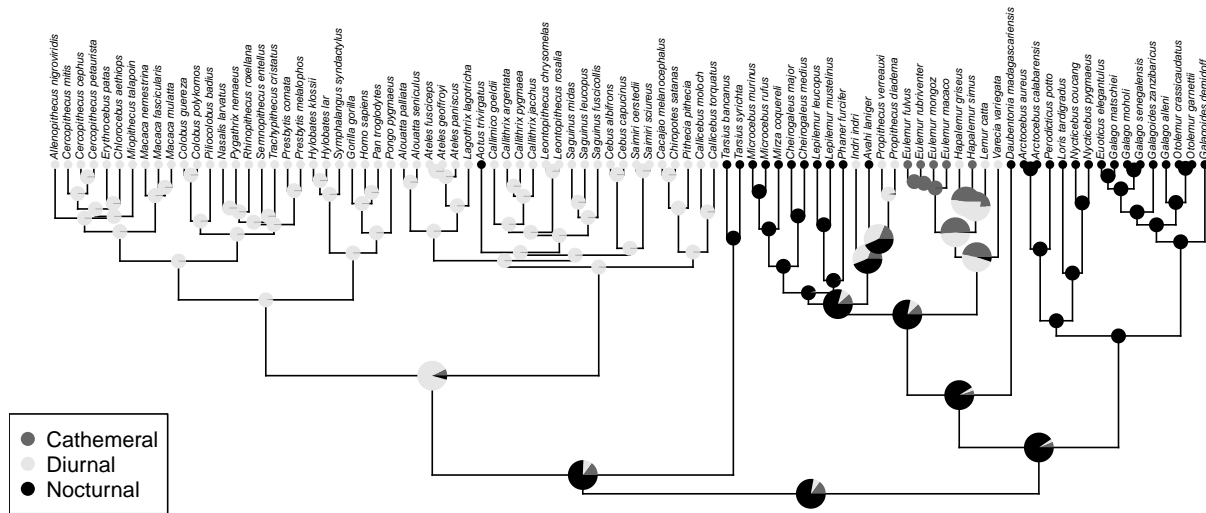 Allenopithecus nigroviridis
Cercopithecus mitis
Cercopithecus cephus
Cercopithecus petaurista
Erythrocebus patas
Chlorocebus aethiops
Miopithecus talapoin
Macaca nemestrina
Macaca fascicularis
Macaca mulatta
Colobus guereza
Colobus polykomos
Piliocolobus badius
Nasalis larvatus
Pygathrix nemaeus
Rhinopithecus roxellana
Semnopithecus entellus
Trachypithecus cristatus
Presbytis comata
Presbytis melalophos
Hylobates klossii
Hylobates lar
Symphalangus syndactylus
Gorilla gorilla
Homo sapiens
Pan troglodytes
Pongo pygmaeus
Alouatta palliata
Alouatta seniculus
Ateles fusciceps
Ateles geoffroyi
Ateles paniscus
Lagothrix lagotricha
Aotus trivirgatus
Callimico goeldii
Callithrix argentata
Callithrix pygmaea
Callithrix jacchus
Leontopithecus chrysomelas
Leontopithecus rosalia
Saguinus midas
Saguinus leucopus
Saguinus fuscicollis
Cebus albifrons
Cebus capucinus
Saimiri oerstedii
Saimiri sciureus
Cacajao melanocephalus
Chiropotes satanas
Pithecia pithecia
Callicebus moloch
Callicebus torquatus
Tarsius bancanus
Tarsius syrichta
Microcebus murinus
Microcebus rufus
Mirza coquereli
Cheirogaleus major
Cheirogaleus medius
Lepilemur leucopus
Lepilemur mustelinus
Phaner furcifer
Indri indri
Avahi laniger
Propithecus verreauxi
Propithecus diadema
Eulemur fulvus
Eulemur rubriventer
Eulemur mongoz
Eulemur macaco
Hapalemur griseus
Hapalemur simus
Lemur catta
Varecia variegata
Daubentonia madagascariensis
Arctocebus aureus
Arctocebus calabarensis
Perodicticus potto
Loris tardigradus
Nycticebus coucang
Nycticebus pygmaeus
Euoticus elegantulus
Galago matschiei
Galago moholi
Galago senegalensis
Galagoides zanzibaricus
Galago alleni
Otolemur crassicaudatus
Otolemur garnettii
Galagoides demidoff
Cathemeral
Diurnal
Nocturnal